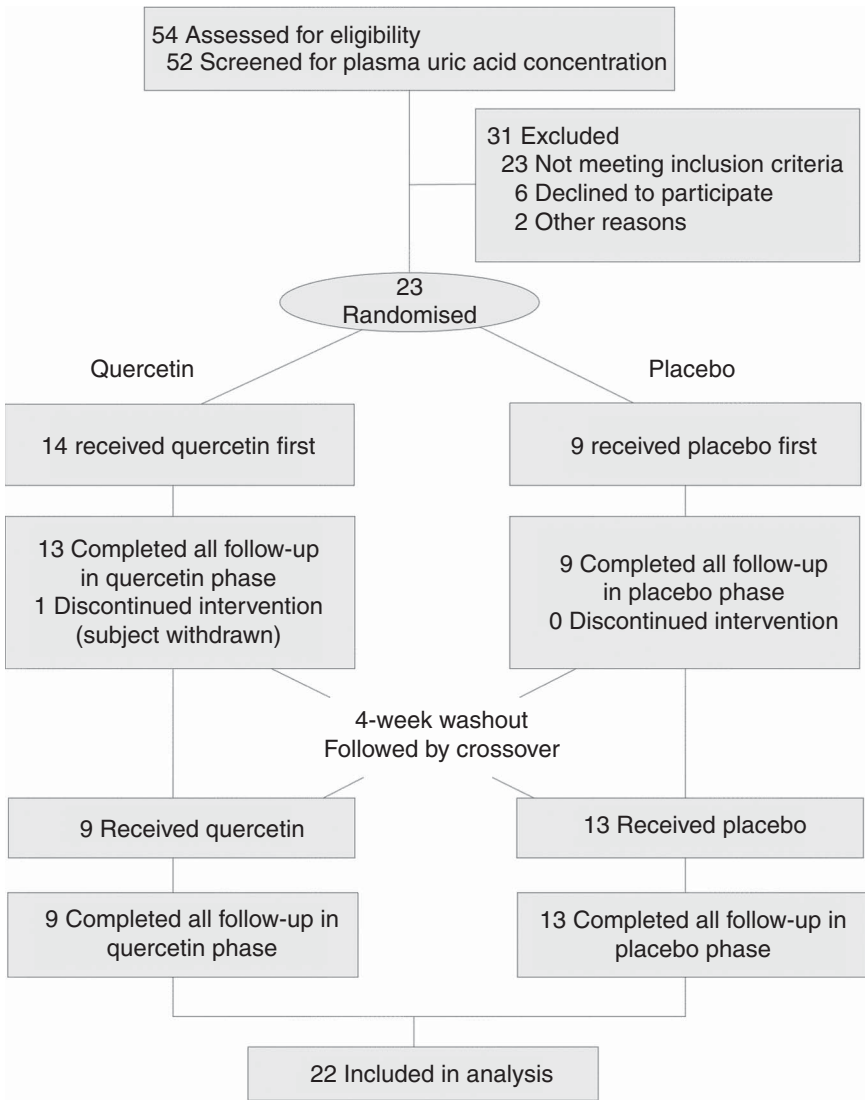 54 Assessed for eligibility
52 Screened for plasma uric acid concentration
31 Excluded
23 Not meeting inclusion criteria
6 Declined to participate
2 Other reasons
23
Randomised
Quercetin
Placebo
14 received quercetin first
9 received placebo first
13 Completed all follow-up
in quercetin phase
1 Discontinued intervention
(subject withdrawn)
9 Completed all follow-up
in placebo phase
0 Discontinued intervention
4-week washout
Followed by crossover
9 Received quercetin
13 Received placebo
9 Completed all follow-up in
quercetin phase
13 Completed all follow-up in
placebo phase
22 Included in analysis